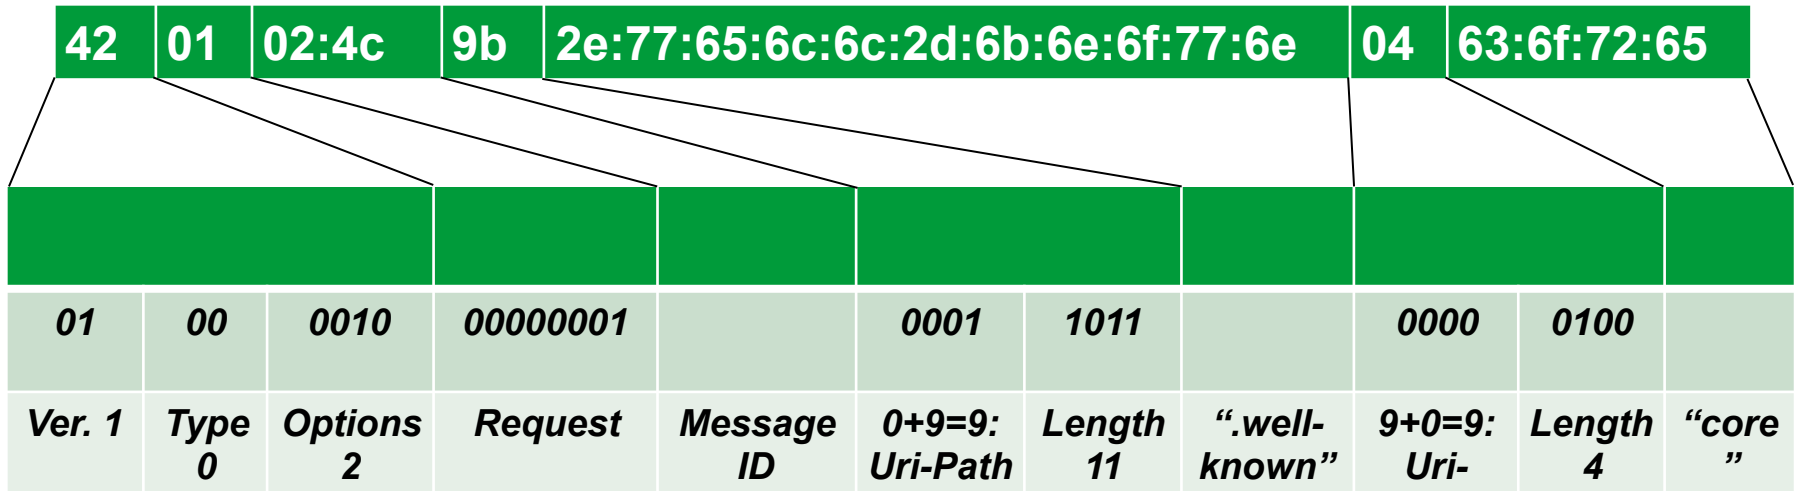 42 01 02:4c 9b 2e:77:65:6c:6c:2d:6b:6e:6f:77:6e 04 63:6f:72:65
01 00 0010 00000001 0001 1011 0000 0100
Ver. 1 Type Options Request Message 0+9=9: Length “.well- 9+0=9: Length “core
0 2 ID Uri-Path 11 known” Uri- 4 ”